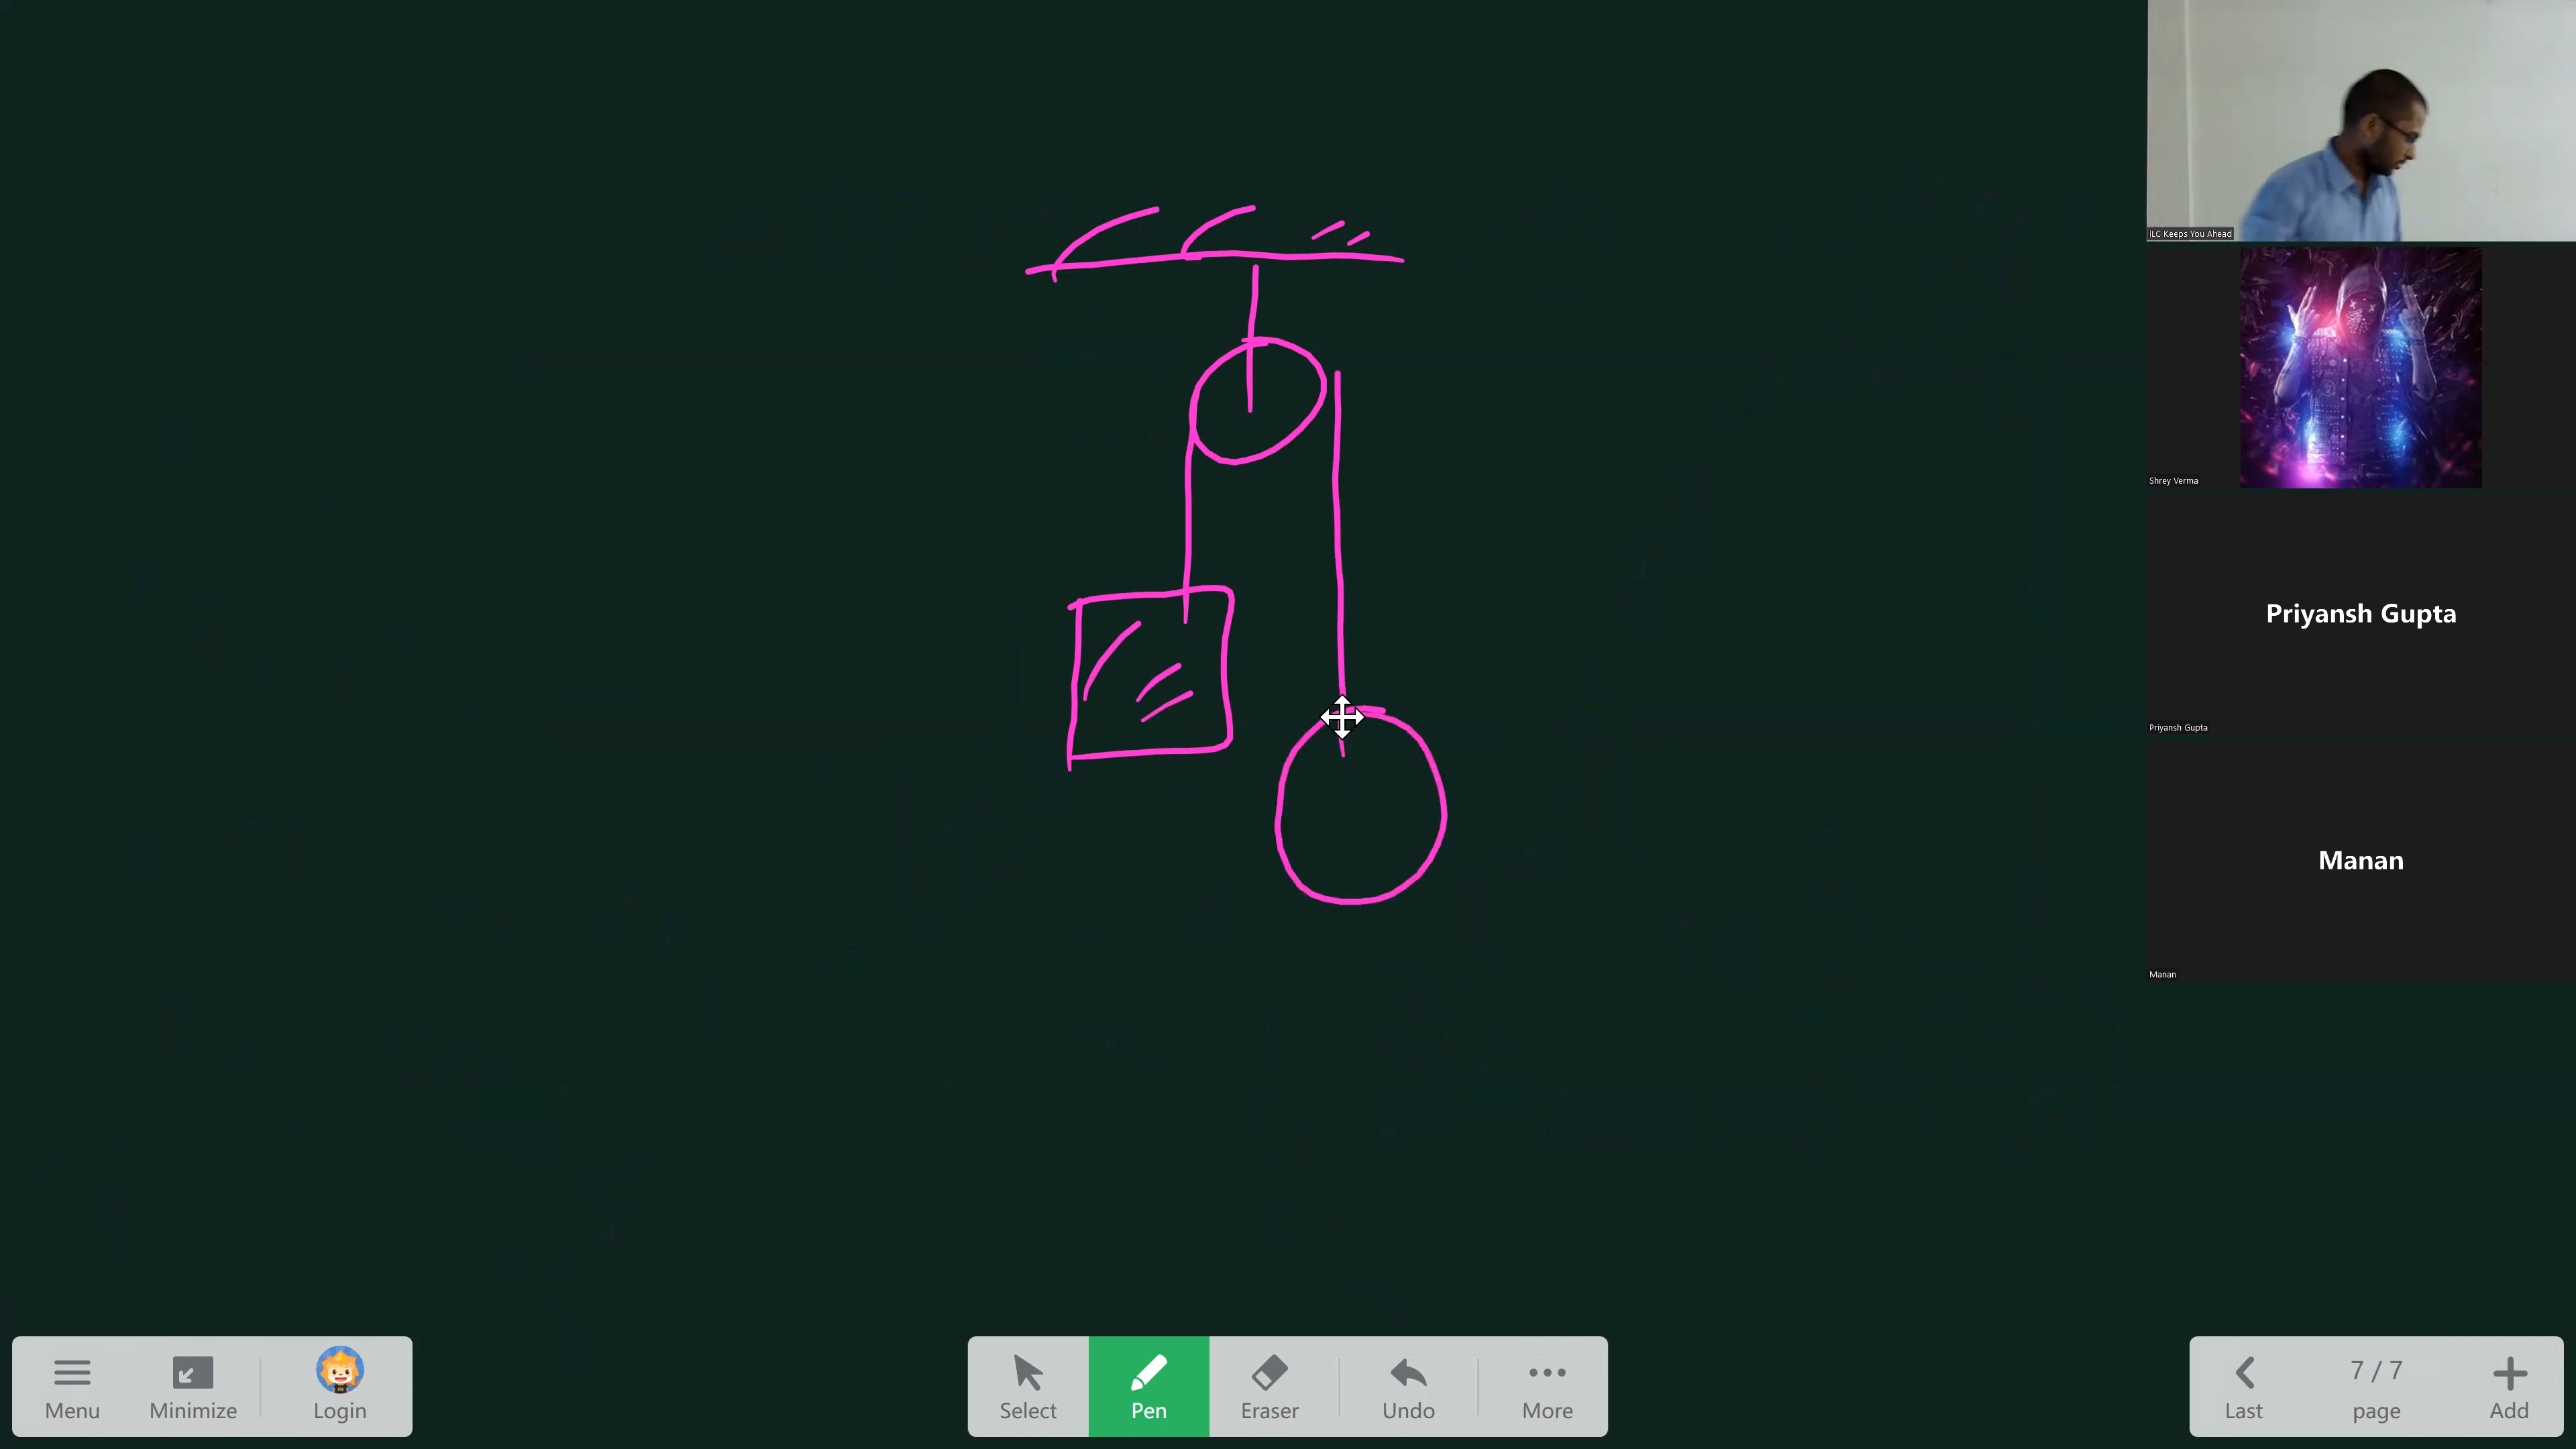 ILC Keeps You Ahead
Shrey Verma
Priyansh Gupta
Priyansh Gupta
Manan
Manan
Menu
Minimize
Login
Select
Pen
Eraser
Undo
More
Last
7 / 7
page
Add